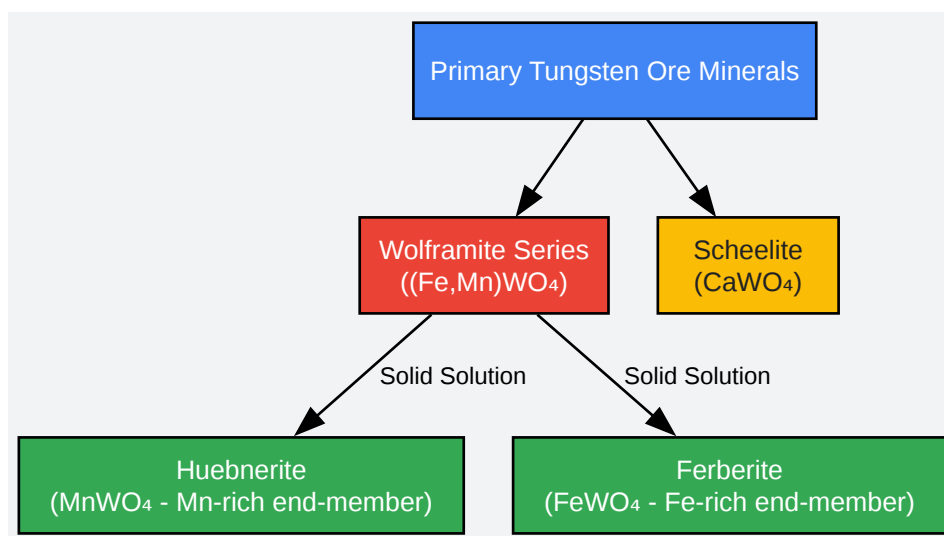 Primary Tungsten Ore Minerals
Wolframite Series
((Fe,Mn)WO₄)
Scheelite
(CaWO₄)
Solid Solution
Solid Solution
Huebnerite
(MnWO₄ - Mn-rich end-member)
Ferberite
(FeWO₄ - Fe-rich end-member)